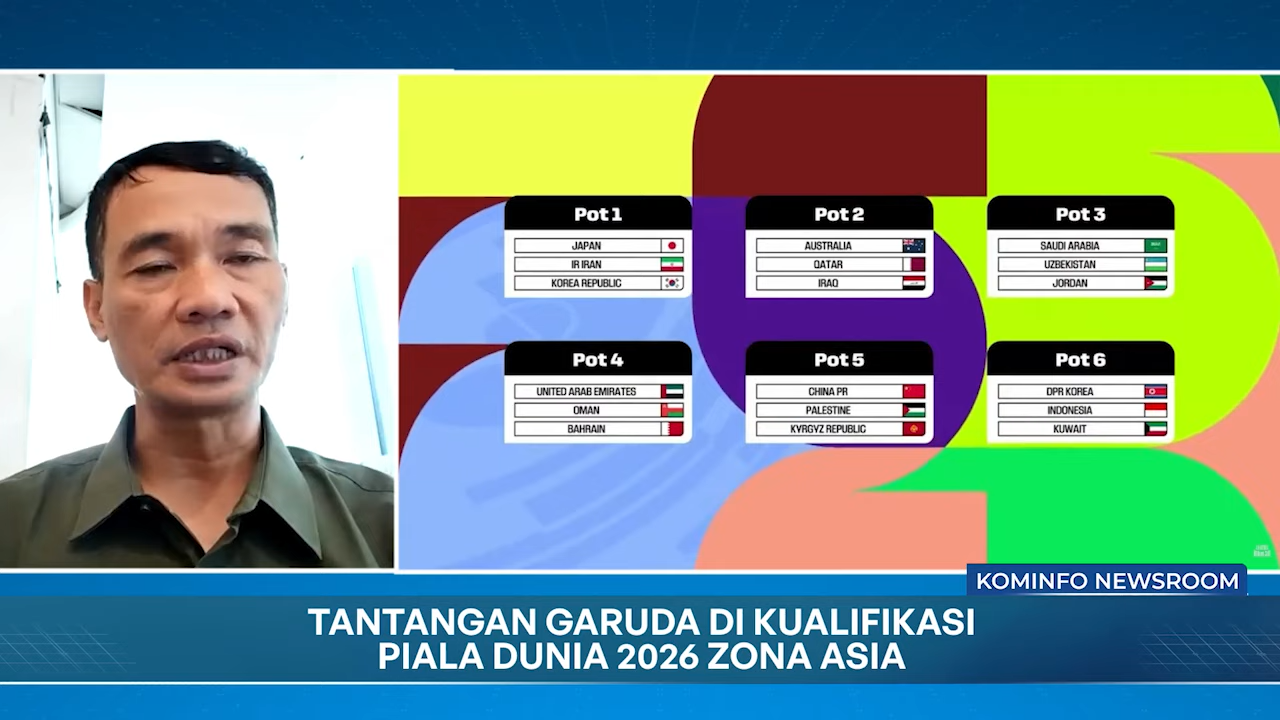 Pot 1
JAPAN
IR IRAN
KOREA REPUBLIC
Pot 2
AUSTRALIA
QATAR
IRAQ
Pot 3
SAUDI ARABIA
UZBEKISTAN
JORDAN
Pot 4
UNITED ARAB EMIRATES
OMAN
BAHRAIN
Pot 5
CHINA PR
PALESTINE
KYRGYZ REPUBLIC
Pot 6
DPR KOREA
INDONESIA
KUWAIT
KOMINFO NEWSROOM
TANTANGAN GARUDA DI KUALIFIKASI
PIALA DUNIA 2026 ZONA ASIA